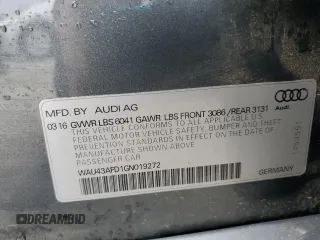 MFD. BY AUDI AG
03 16 GVWR LBS 6041 GAWR LBS FRONT 3086 /REAR 3131
THIS VEHICLE CONFORMS TO ALL APPLICABLE U.S.
FEDERAL MOTOR VEHICLE SAFETY, BUMPER AND THEFT
PREVENTION STANDARDS IN EFFECT ON THE DATE OF
MANUFACTURE SHOWN ABOVE.
PASSENGER CAR
Audi
WAU43AFD1GN019272
GERMANY
AUTOBIDMASTER